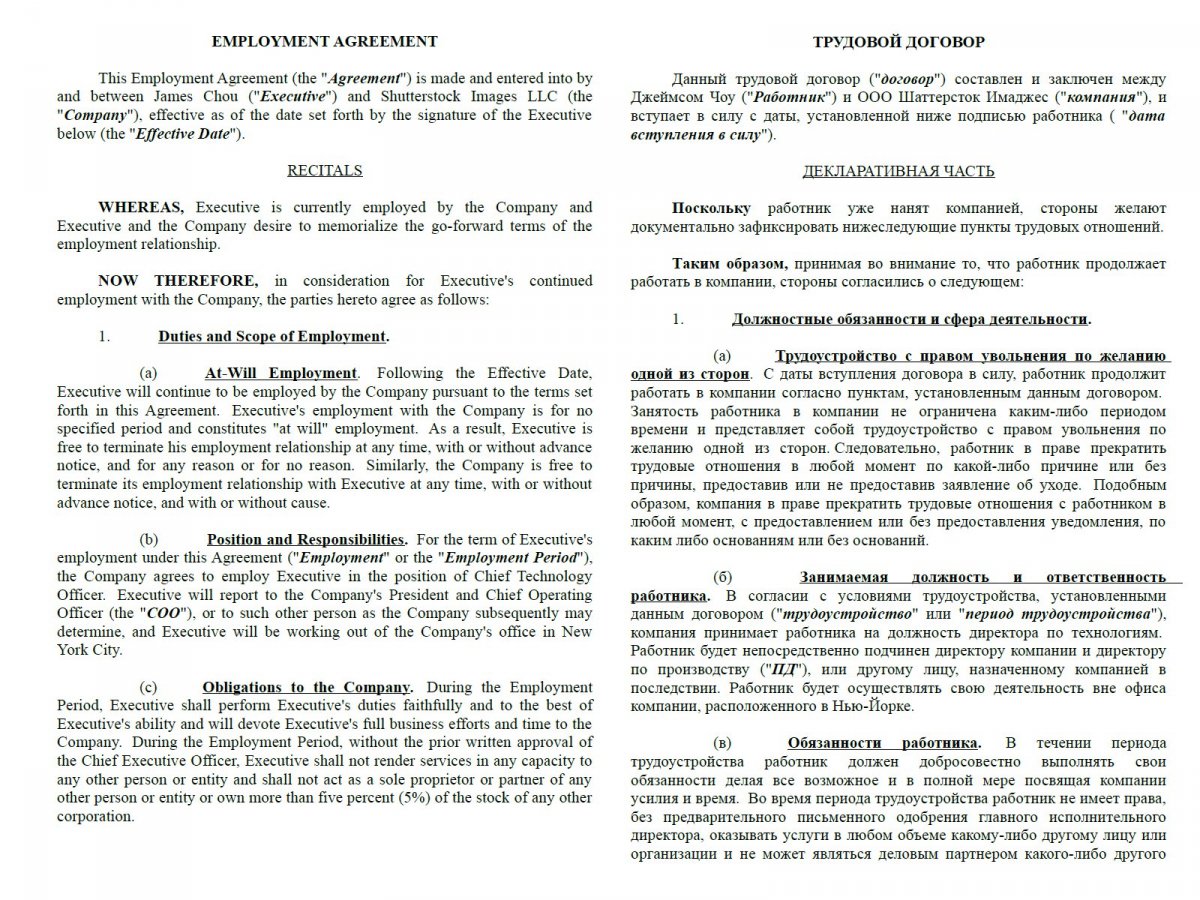 EMPLOYMENT AGREEMENT
This Employment Agreement (the "Agreement") is made and entered into by
and between James Chou ("Executive") and Shutterstock Images LLC (the
"Company"), effective as of the date set forth by the signature of the Executive
below (the "Effective Date").
RECITALS
WHEREAS, Executive is currently employed by the Company and
Executive and the Company desire to memorialize the go-forward terms of the
employment relationship.
NOW THEREFORE, in consideration for Executive's continued
employment with the Company, the parties hereto agree as follows:
1. Duties and Scope of Employment.
(a) At-Will Employment. Following the Effective Date,
Executive will continue to be employed by the Company pursuant to the terms set
forth in this Agreement. Executive's employment with the Company is for no
specified period and constitutes "at will" employment. As a result, Executive is
free to terminate his employment relationship at any time, with or without advance
notice, and for any reason or for no reason. Similarly, the Company is free to
terminate its employment relationship with Executive at any time, with or without
advance notice, and with or without cause.
(b) Position and Responsibilities. For the term of Executive's
employment under this Agreement ("Employment" or the "Employment Period"),
the Company agrees to employ Executive in the position of Chief Technology
Officer. Executive will report to the Company's President and Chief Operating
Officer (the "COO"), or to such other person as the Company subsequently may
determine, and Executive will be working out of the Company's office in New
York City.
(c) Obligations to the Company. During the Employment
Period, Executive shall perform Executive's duties faithfully and to the best of
Executive's ability and will devote Executive's full business efforts and time to the
Company. During the Employment Period, without the prior written approval of
the Chief Executive Officer, Executive shall not render services in any capacity to
any other person or entity and shall not act as a sole proprietor or partner of any
other person or entity or own more than five percent (5%) of the stock of any other
corporation.
ТРУДОВОЙ ДОГОВОР
Данный трудовой договор ("договор") составлен и заключен между
Джеймсом Чоу ("Работник") и ООО Шаттерсток Имаджес ("компания"), и
вступает в силу с даты, установленной ниже подписью работника ( "дата
вступления в силу").
ДЕКЛАРАТИВНАЯ ЧАСТЬ
Поскольку работник уже нанят компанией, стороны желают
документально зафиксировать нижеследующие пункты трудовых отношений.
Таким образом, принимая во внимание то, что работник продолжает
работать в компании, стороны согласились о следующем:
1. Должностные обязанности и сфера деятельности.
(а) Трудоустройство с правом увольнения по желанию
одной из сторон. С даты вступления договора в силу, работник продолжит
работать в компании согласно пунктам, установленным данным договором.
Занятость работника в компании не ограничена каким-либо периодом
времени и представляет собой трудоустройство с правом увольнения по
желанию одной из сторон. Следовательно, работник в праве прекратить
трудовые отношения в любой момент по какой-либо причине или без
причины, предоставив или не предоставив заявление об уходе. Подобным
образом, компания в праве прекратить трудовые отношения с работником в
любой момент, с предоставлением или без предоставления уведомления, по
каким либо основаниям или без оснований.
(б) Занимаемая должность и ответственность
работника. В согласии с условиями трудоустройства, установленными
данным договором ("трудоустройство" или "период трудоустройства"),
компания принимает работника на должность директора по технологиям.
Работник будет непосредственно подчинен директору компании и директору
по производству ("ПД"), или другому лицу, назначенному компанией в
последствии. Работник будет осуществлять свою деятельность вне офиса
компании, расположенного в Нью-Йорке.
(в) Обязанности работника. В течении периода
трудоустройства работник должен добросовестно выполнять свои
обязанности делая все возможное и в полной мере посвящая компании
усилия и время. Во время периода трудоустройства работник не имеет права,
без предварительного письменного одобрения главного исполнительного
директора, оказывать услуги в любом объеме какому-либо другому лицу или
организации и не может являться деловым партнером какого-либо другого